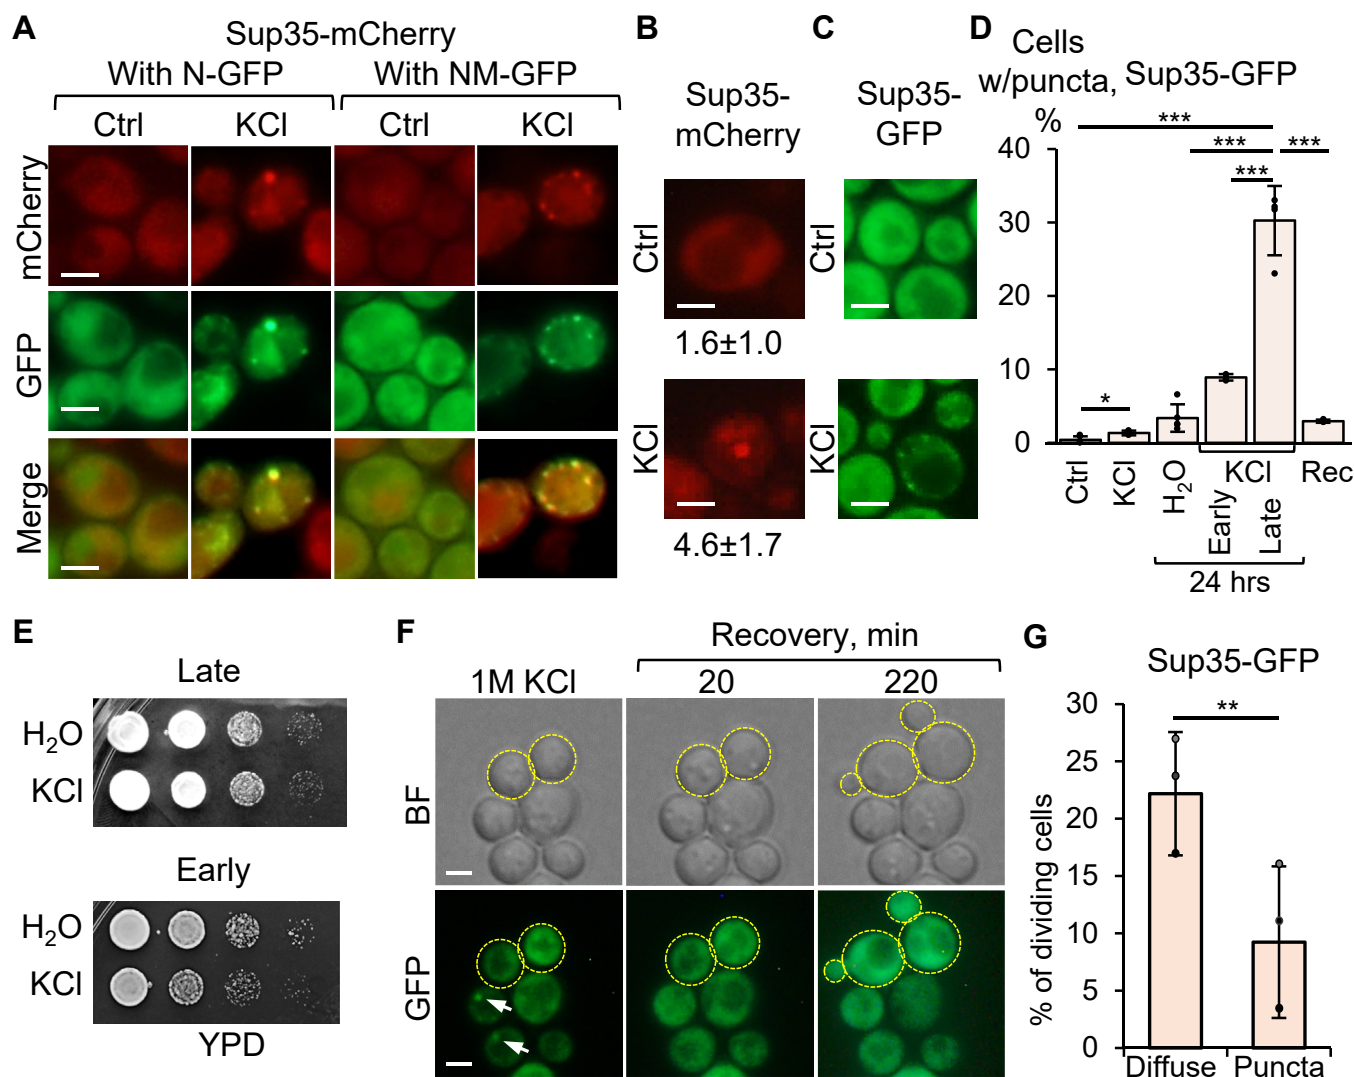 A
Sup35-mCherry
With N-GFP
With NM-GFP
Ctrl
KCl
Ctrl
KCl
mCherry
GFP
Merge
B
Sup35-
mCherry
Ctrl
1.6±1.0
KCl
4.6±1.7
C
Sup35-
GFP
Ctrl
KCl
D
Cells
w/puncta,
%
Sup35-GFP
***
***
***
***
*
40
30
20
10
0
Ctrl
KCl
H2O
KCl
Early
Late
Rec
24 hrs
E
Late
H2O
KCl
Early
H2O
KCl
YPD
F
Recovery, min
1M KCl
20
220
BF
GFP
G
Sup35-GFP
**
% of dividing cells
30
25
20
15
10
5
0
Diffuse
Puncta